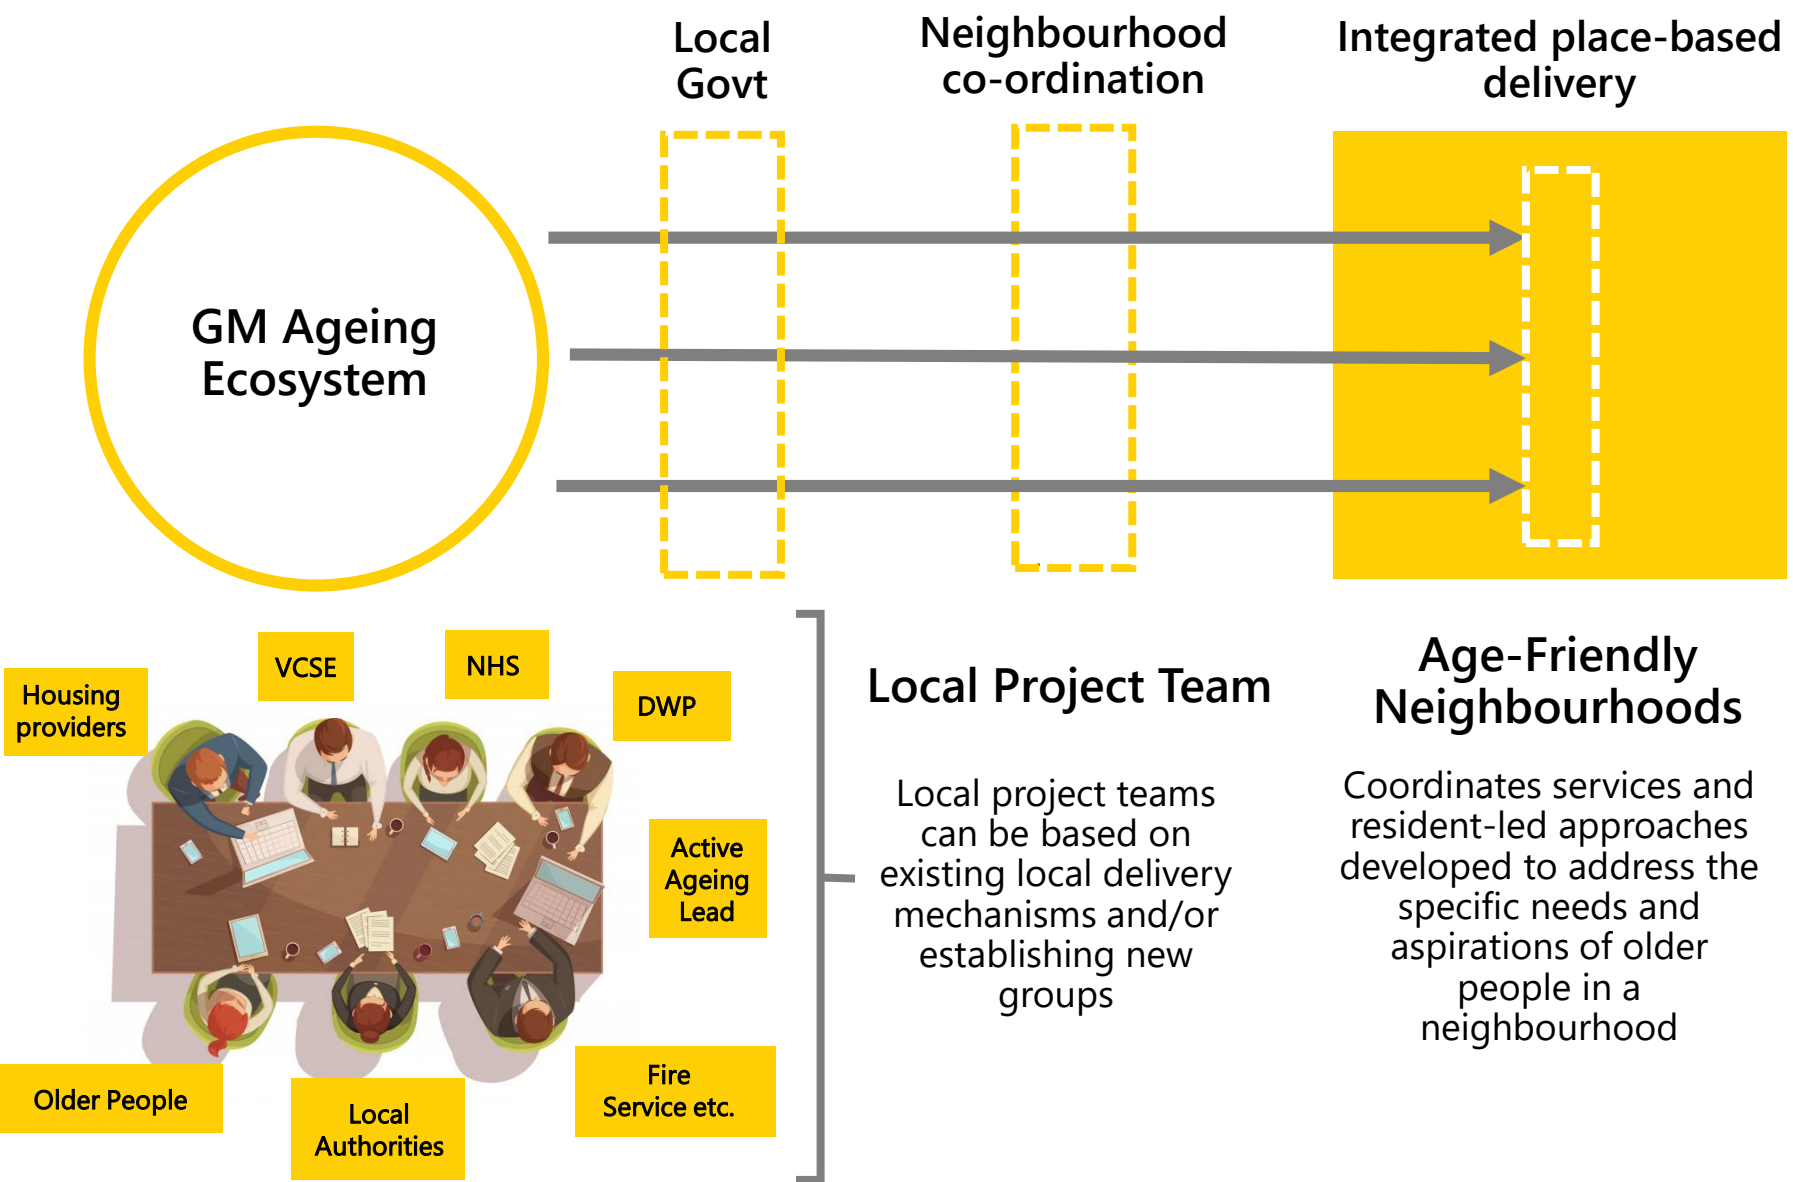 Local
Govt
Neighbourhood
co-ordination
Integrated place-based
delivery
GM Ageing
Ecosystem
Housing
providers
VCSE
NHS
DWP
Active
Ageing
Lead
Older People
Local
Authorities
Fire
Service etc.
Local Project Team
Local project teams
can be based on
existing local delivery
mechanisms and/or
establishing new
groups
Age-Friendly
Neighbourhoods
Coordinates services and
resident-led approaches
developed to address the
specific needs and
aspirations of older
people in a
neighbourhood